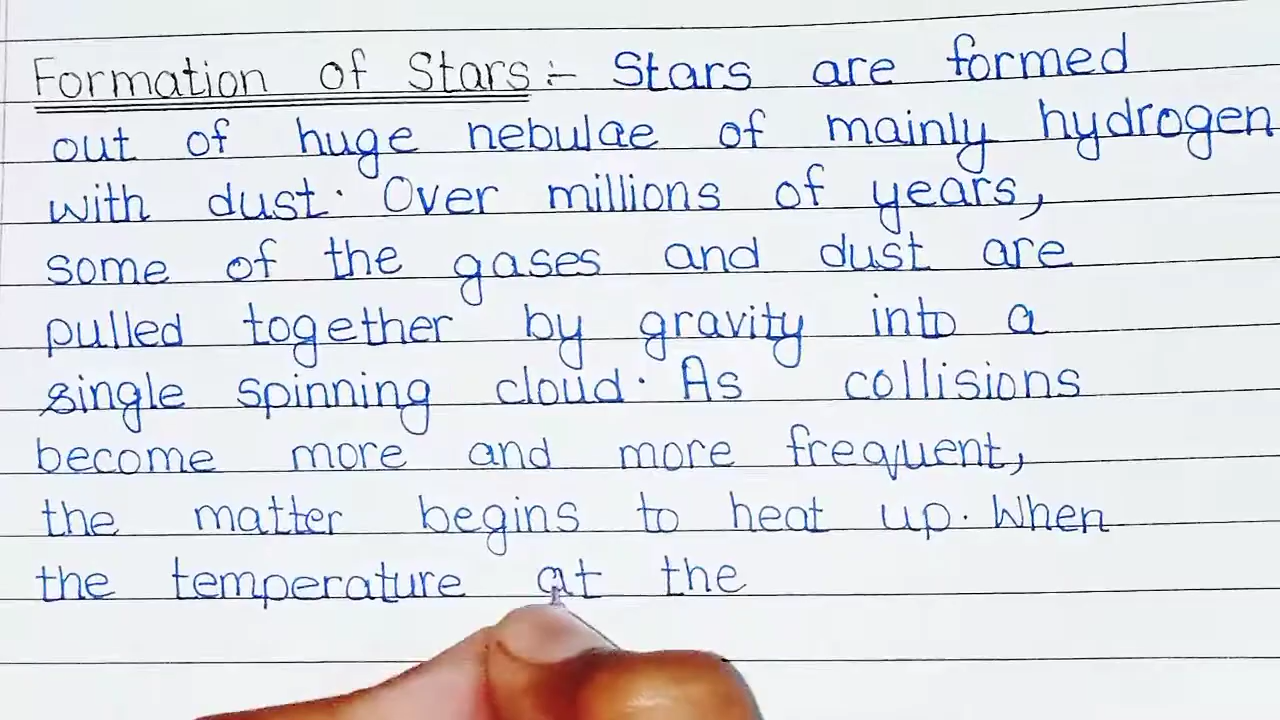 Formation of Stars:- Stars are formed
out of huge nebulae of mainly hydrogen
with dust. Over millions of years,
some of the gases and dust are
pulled together by gravity into a
single spinning cloud. As collisions
become more and more frequent,
the matter begins to heat up. When
the temperature at the